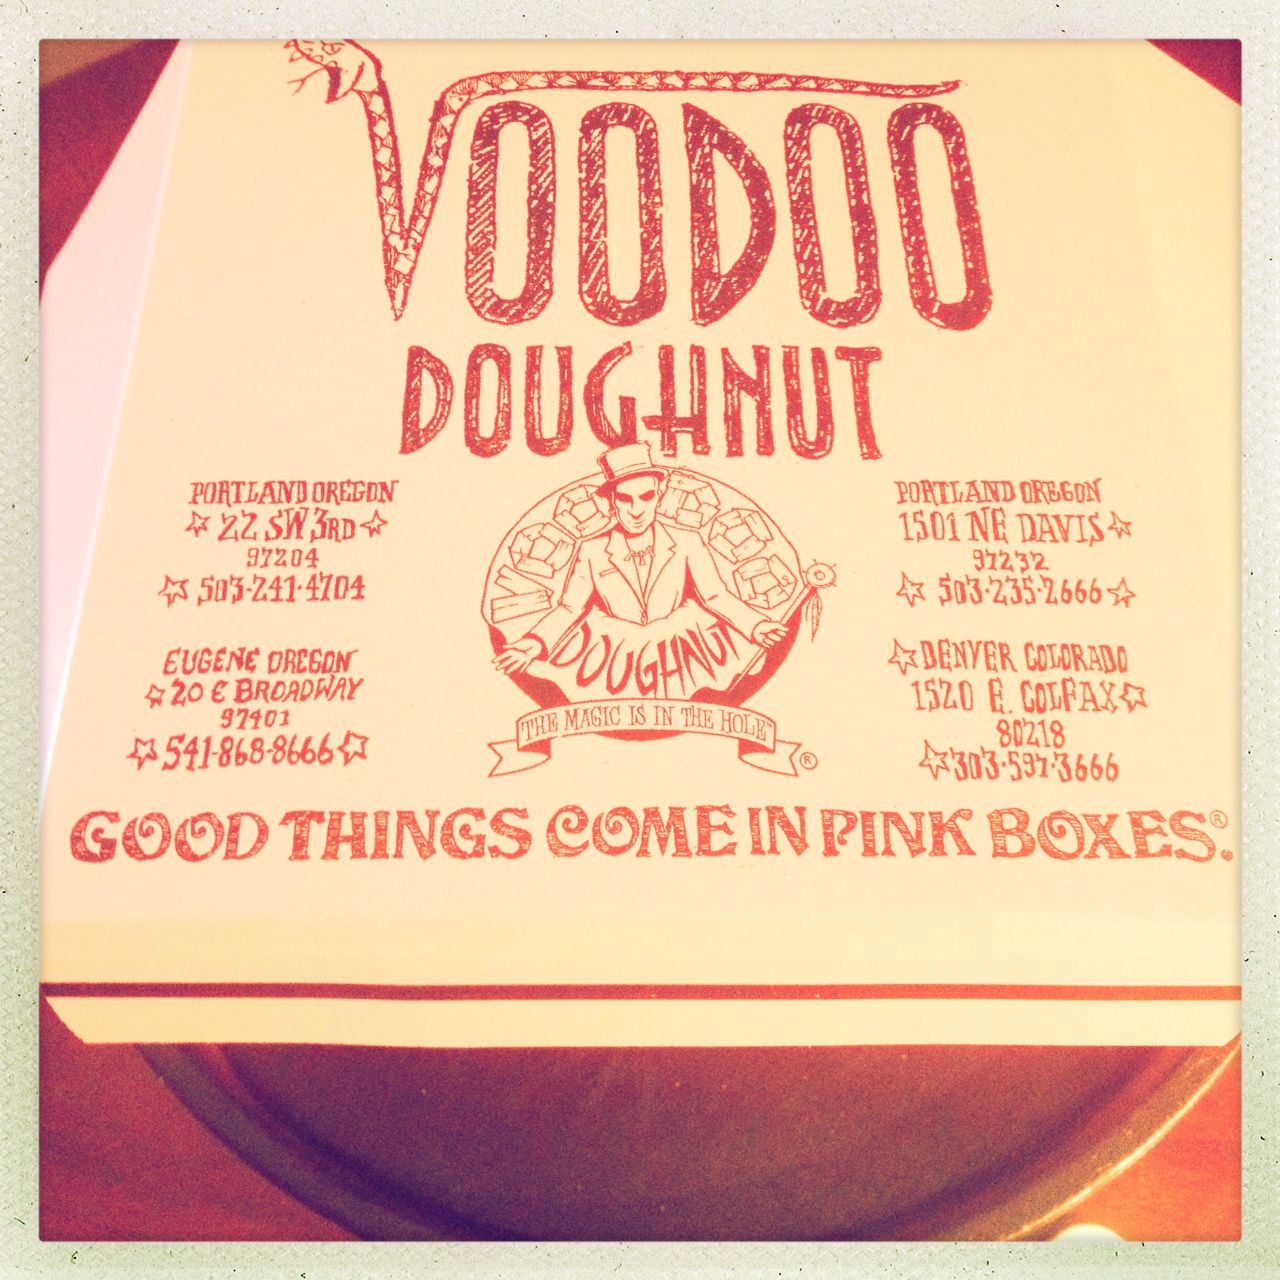 VOODOO
DOUGHNUT
PORTLAND OREGON
22 SW 3RD
97204
503·241·4704
EUGENE OREGON
20 E BROADWAY
97401
541-868-8666
DOUGHNUT
"THE MAGIC IS IN THE HOLE"
®
PORTLAND OREGON
1501 NE DAVIS
97232
503·235·2666
DENVER COLORADO
1520 E. COLFAX
80218
303·597·3666
GOOD THINGS COME IN PINK BOXES.®